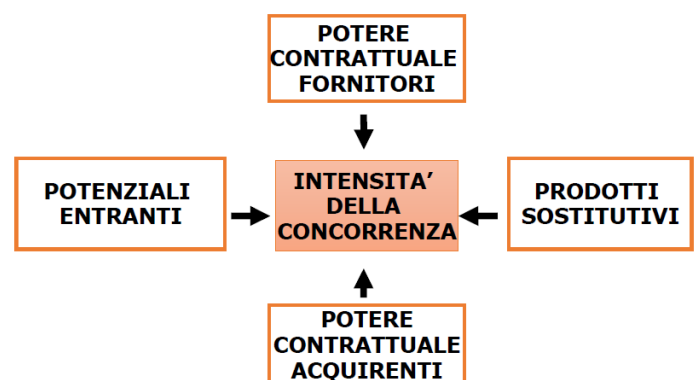 POTERE
CONTRATTUALE
FORNITORI
POTENZIALI
ENTRANTI
INTENSITA’
DELLA
CONCORRENZA
PRODOTTI
SOSTITUTIVI
POTERE
CONTRATTUALE
ACQUIRENTI